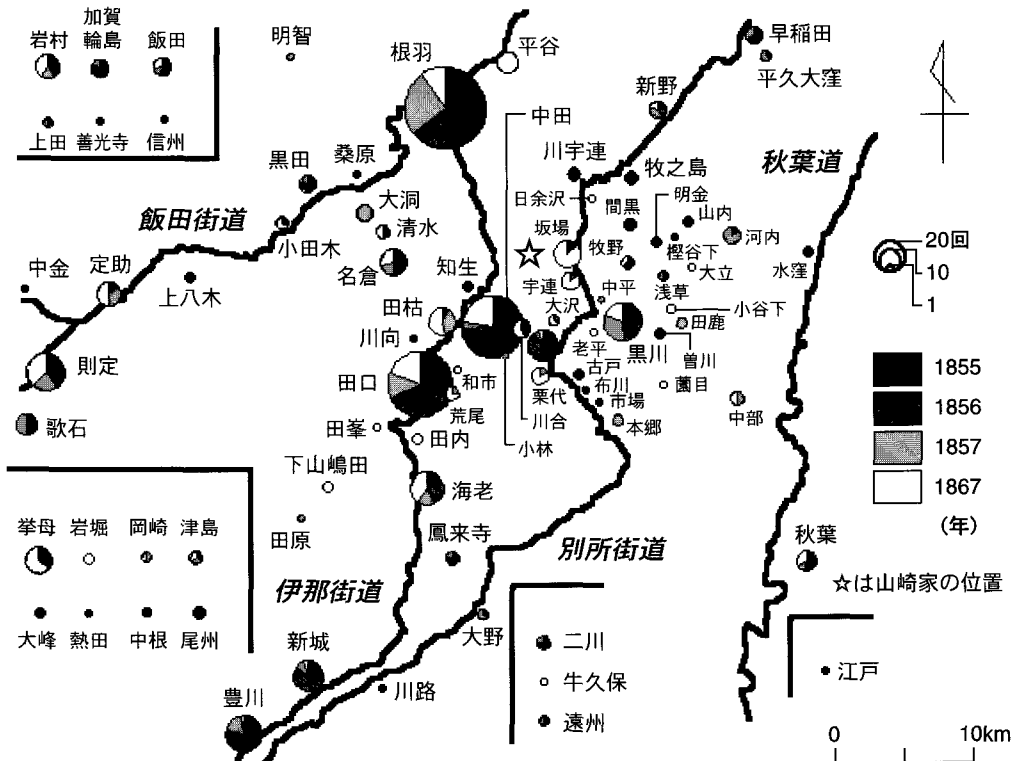 加賀
岩村
輪島
飯田
上田
善光寺
信州
明智
根羽
平谷
早稲田
平久大窪
新野
中田
秋葉道
川宇連
牧之島
桑原
黒田
日余沢
間黒
明金
山内
大洞
飯田街道
清水
坂場
牧野
樫谷下
河内
20回
10
1
小田木
中金
定助
名倉
知生
宇連
大立
水窪
上八木
田枯
大沢
中平
浅草
小谷下
田鹿
川向
老平
黒川
曽川
則定
田口
和市
古戸
薗目
1855
荒尾
栗代
布川
市場
中部
1856
歌石
田峯
田内
川合
本郷
1857
小林
下山嶋田
海老
1867
(年)
挙母
岩堀
岡崎
津島
田原
鳳来寺
別所街道
秋葉
☆は山崎家の位置
伊那街道
大峰
熱田
中根
尾州
新城
大野
二川
牛久保
江戸
豊川
川路
遠州
0
10km